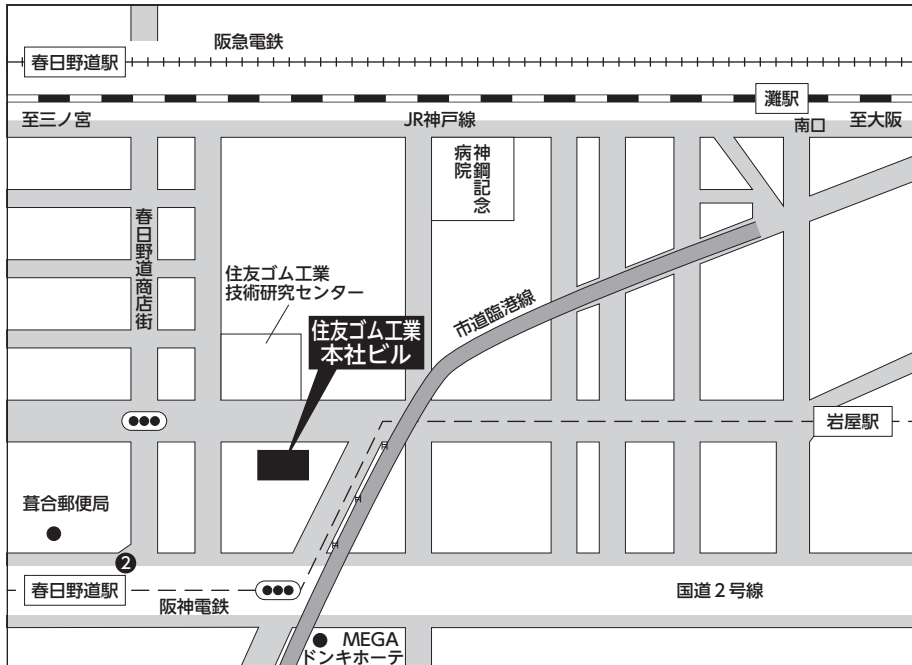 阪急電鉄
春日野道駅
灘駅
至三ノ宮
JR神戸線
南口
至大阪
神鋼記念
病院
春日野道商店街
住友ゴム工業
技術研究センター
市道臨港線
住友ゴム工業
本社ビル
岩屋駅
葺合郵便局
2
春日野道駅
阪神電鉄
国道2号線
MEGA
ドンキホーテ